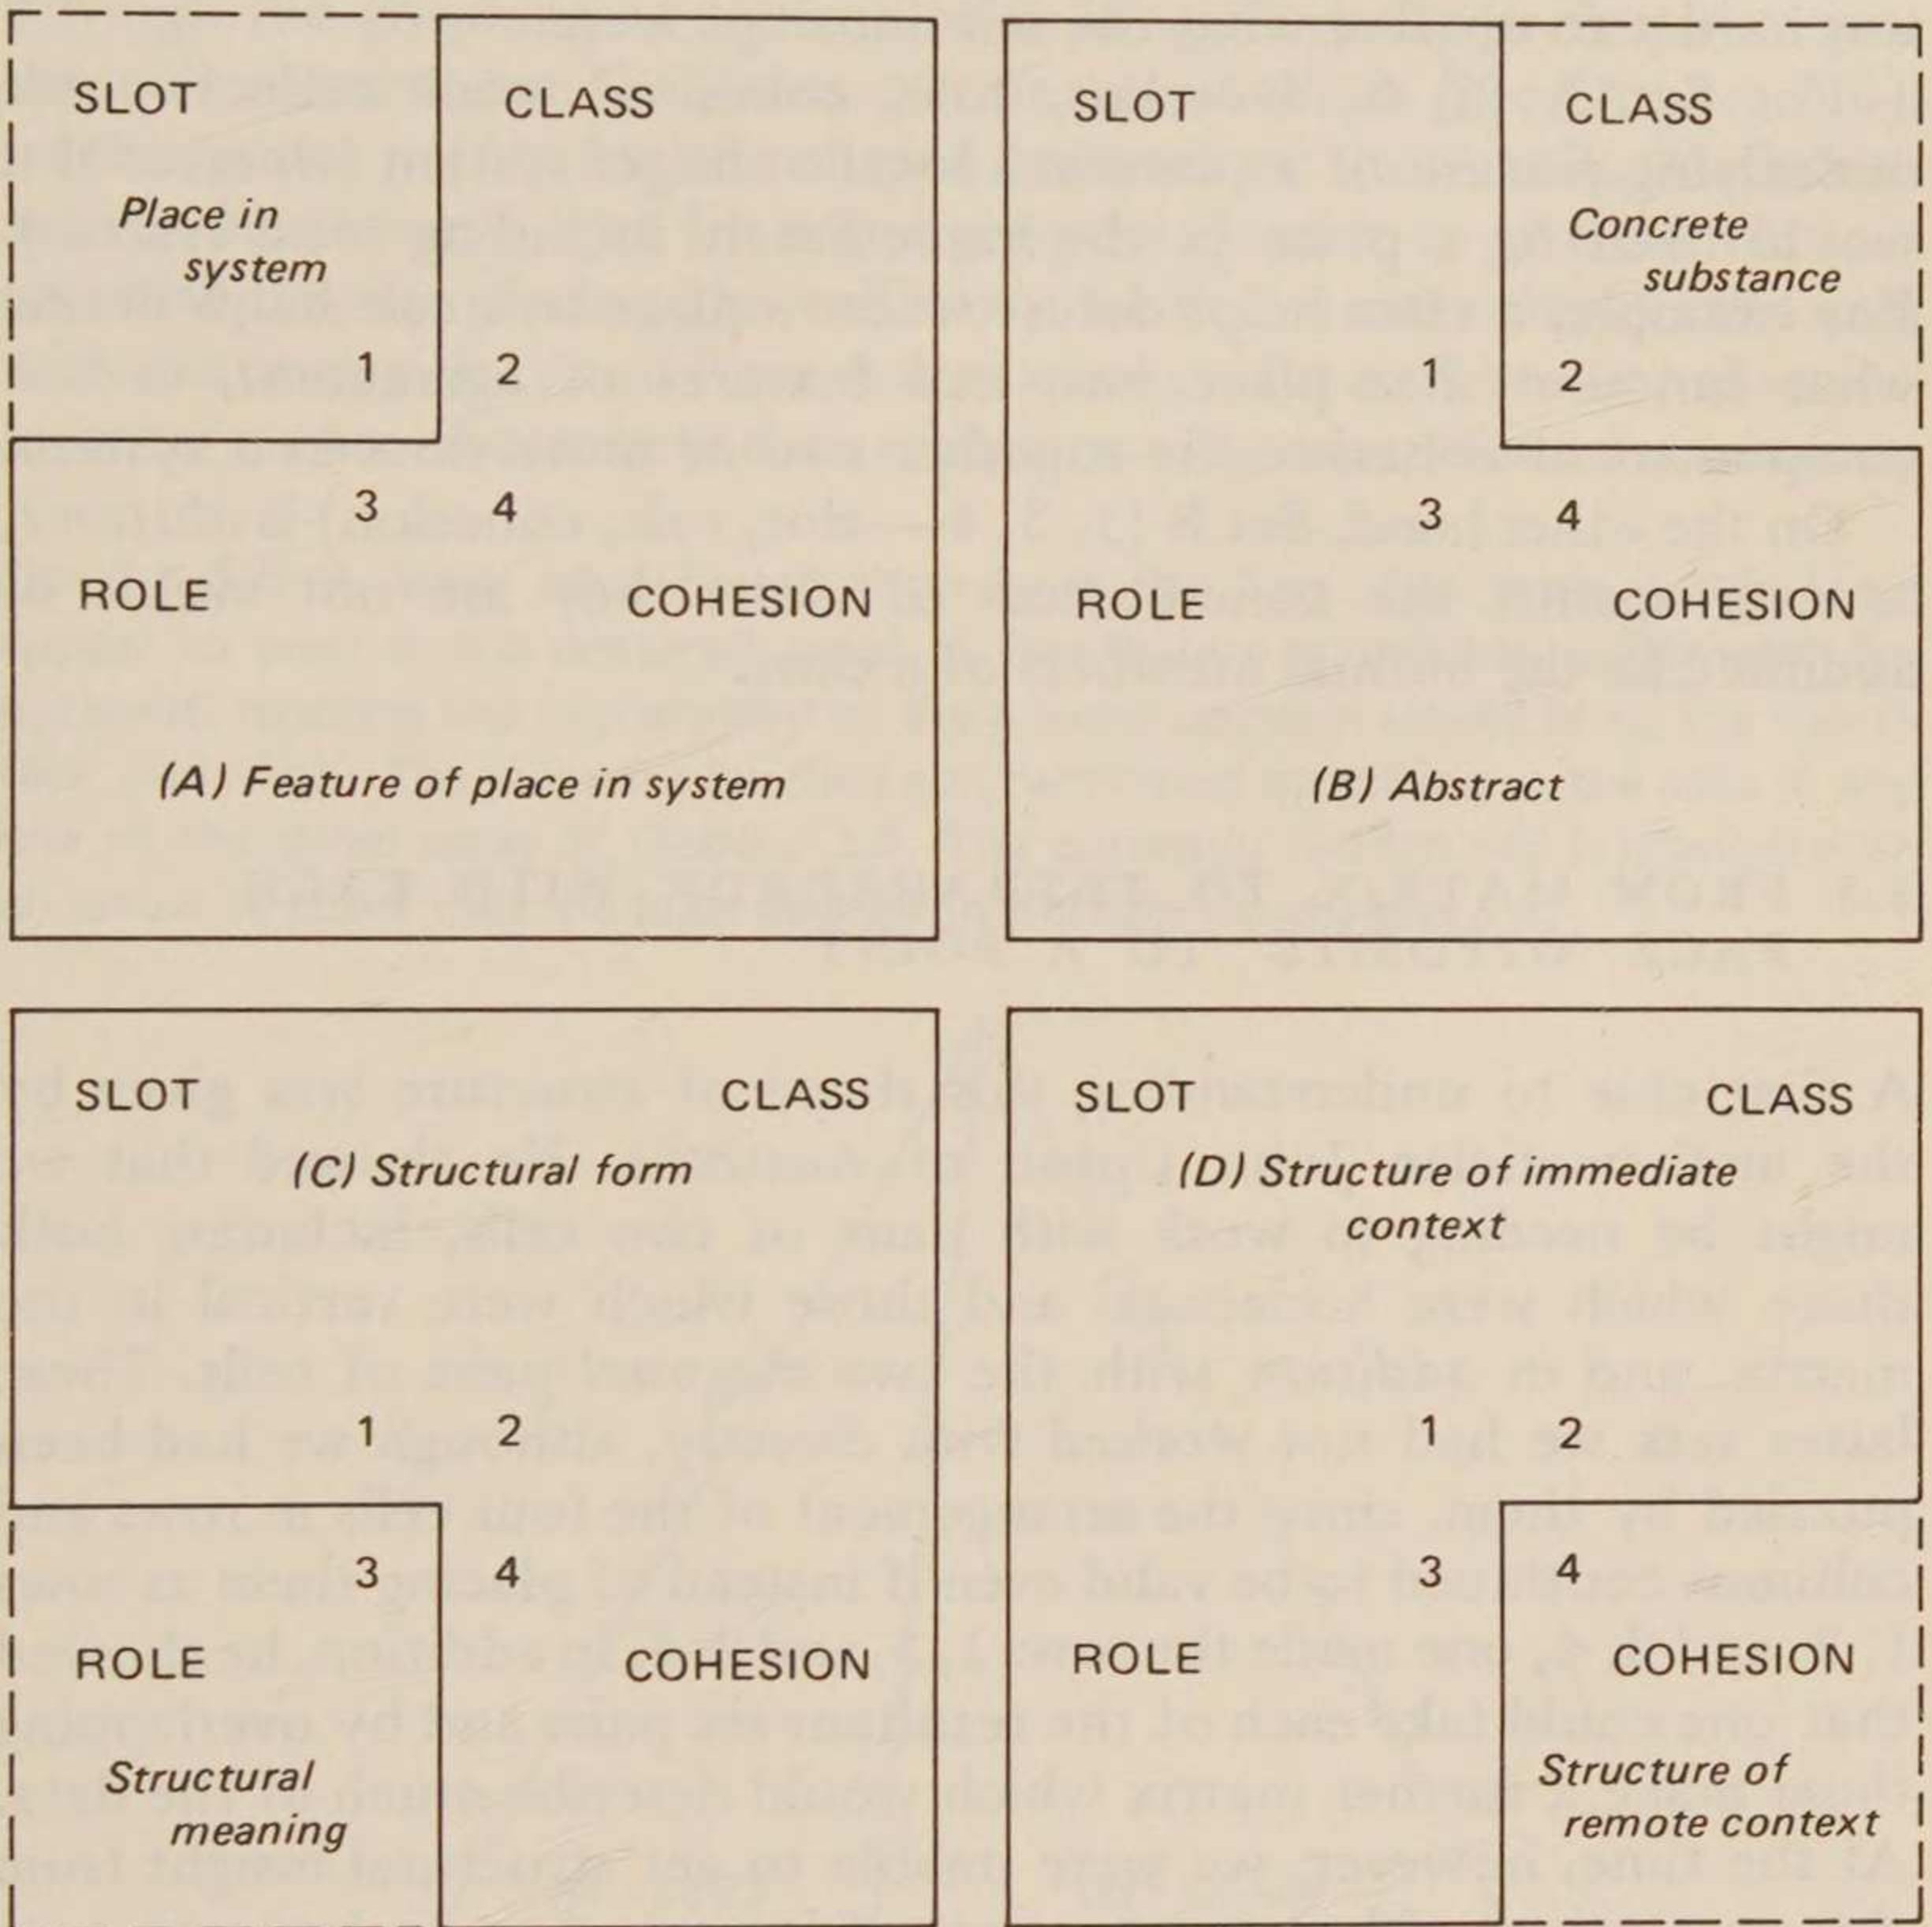 SLOT CLASS
Place in
system
1 2
3 4
ROLE COHESION
(A) Feature of place in system
SLOT CLASS
Concrete
substance
1 2
3 4
ROLE COHESION
(B) Abstract
SLOT CLASS
(C) Structural form
1 2
3 4
ROLE COHESION
Structural
meaning
SLOT CLASS
(D) Structure of immediate
context
1 2
3 4
ROLE COHESION
Structure of
remote context